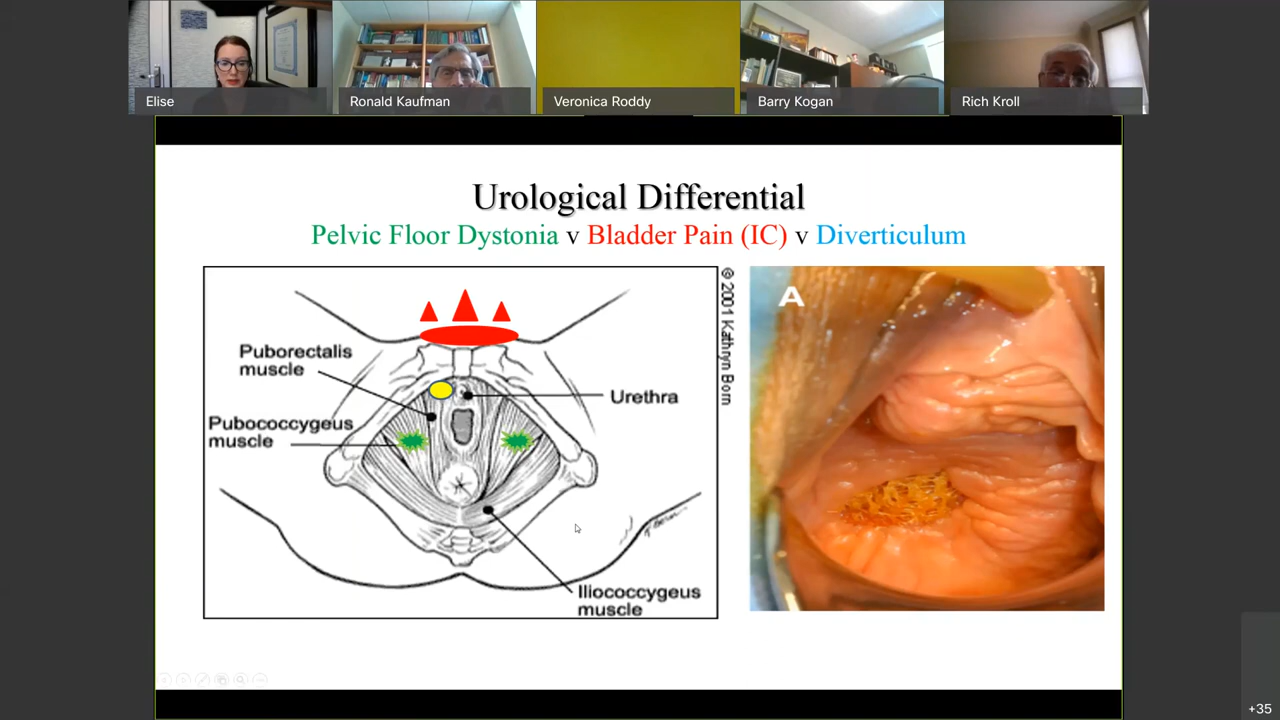 Elise
Ronald Kaufman
Veronica Roddy
Barry Kogan
Rich Kroll
Urological Differential
Pelvic Floor Dystonia v Bladder Pain (IC) v Diverticulum
Puborectalis
muscle
Pubococcygeus
muscle
Urethra
Iliococcygeus
muscle
© 2001 Kathryn Born
A
+35